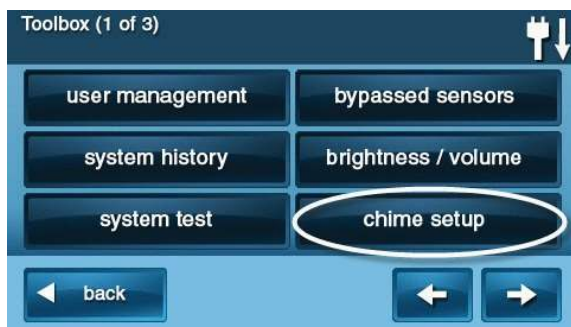 Toolbox (1 of 3)
user management
bypassed sensors
system history
brightness / volume
system test
chime setup
back